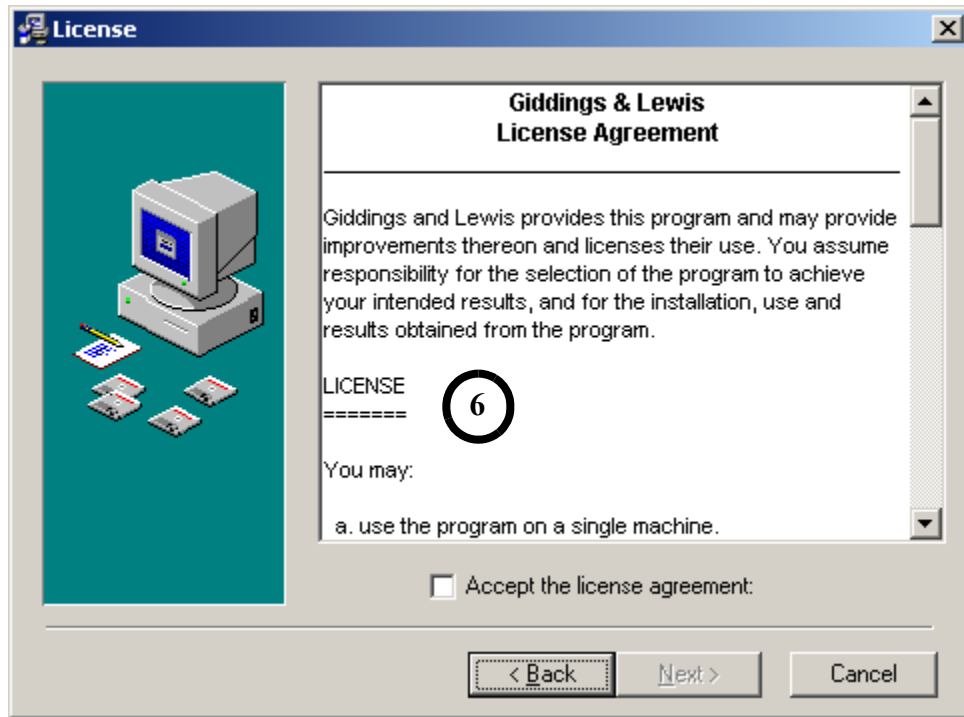 License
Giddings & Lewis
License Agreement
Giddings and Lewis provides this program and may provide
improvements thereon and licenses their use. You assume
responsibility for the selection of the program to achieve
your intended results, and for the installation, use and
results obtained from the program.
LICENSE
=======
6
You may:
a. use the program on a single machine.
Accept the license agreement:
< Back
Next >
Cancel